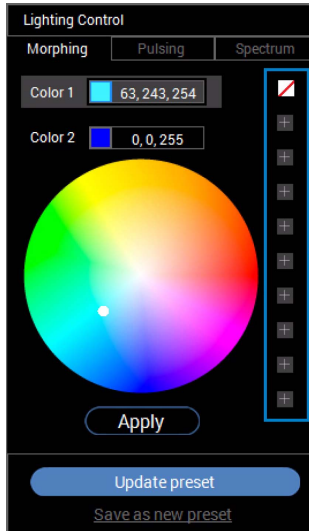 Lighting Control
Morphing Pulsing Spectrum
Color 1 63, 243, 254
Color 2 0, 0, 255
Apply
Update preset
Save as new preset